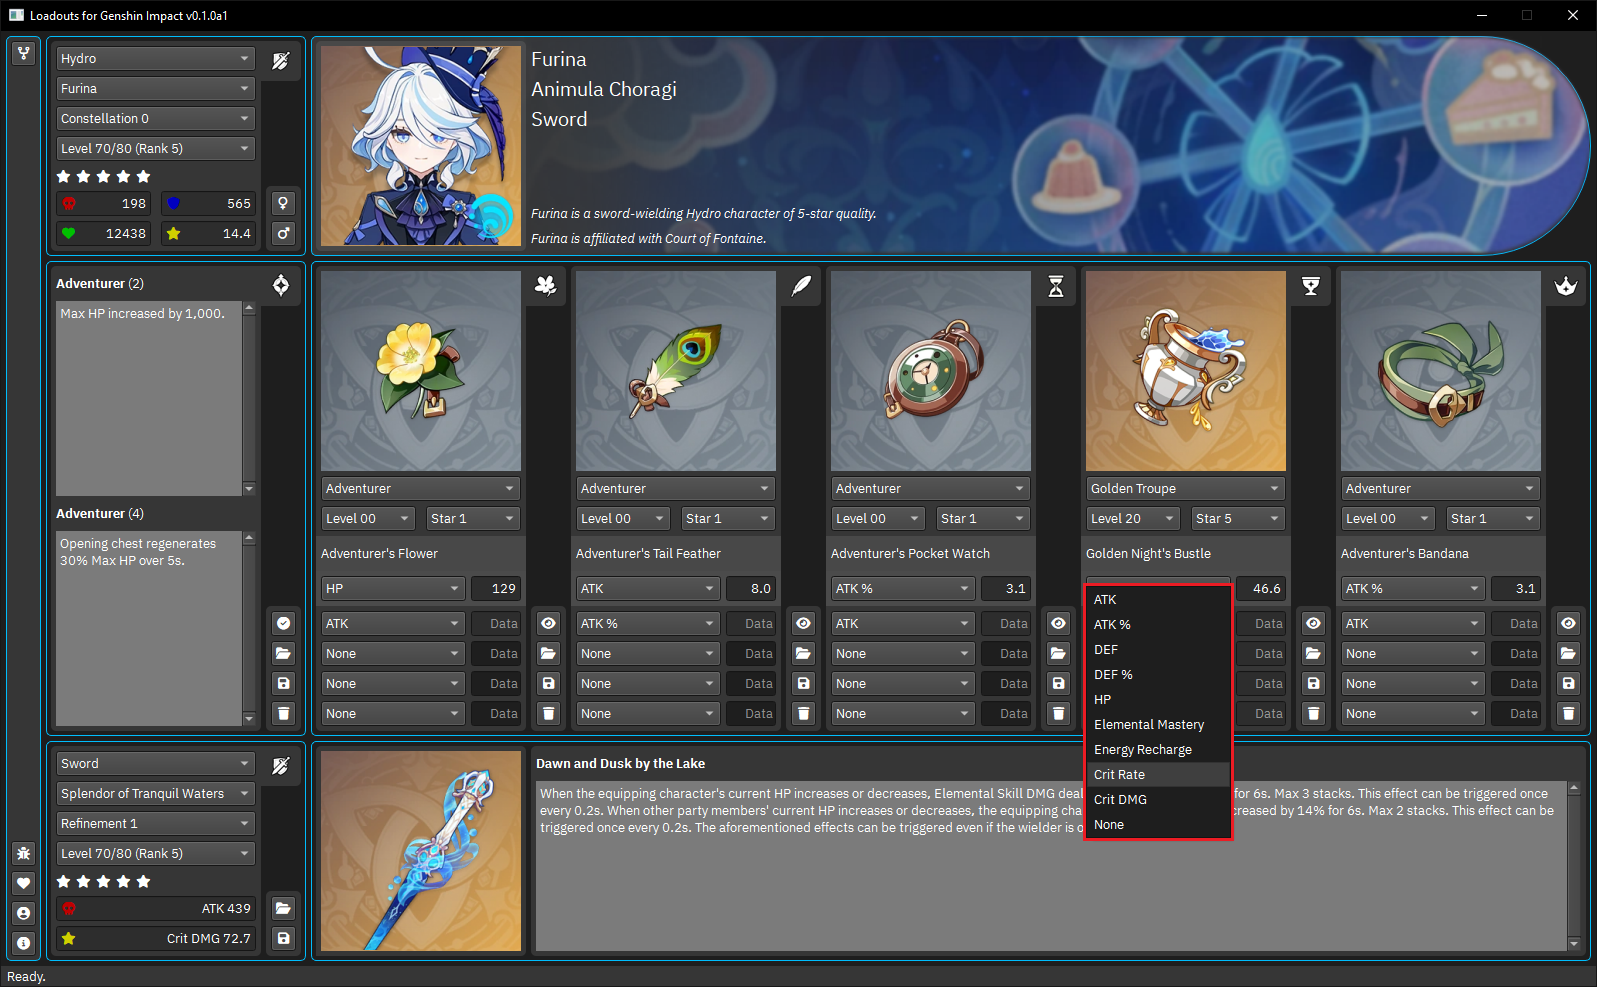 Loadouts for Genshin Impact v0.1.0a1
Hydro
Furina
Constellation 0
Level 70/80 (Rank 5)
198
565
12438
14.4
Furina
Animula Choragi
Sword
Furina is a sword-wielding Hydro character of 5-star quality.
Furina is affiliated with Court of Fontaine.
Adventurer (2)
Max HP increased by 1,000.
Adventurer (4)
Opening chest regenerates
30% Max HP over 5s.
Adventurer
Level 00
Star 1
Adventurer's Flower
HP
129
ATK
Data
None
Data
None
Data
None
Data
Adventurer
Level 00
Star 1
Adventurer's Tail Feather
ATK
8.0
ATK %
Data
None
Data
None
Data
None
Data
Adventurer
Level 00
Star 1
Adventurer's Pocket Watch
ATK %
3.1
ATK
Data
None
Data
None
Data
None
Data
Golden Troupe
Level 20
Star 5
Golden Night's Bustle
46.6
Data
Data
Data
Data
ATK
ATK %
DEF
DEF %
HP
Elemental Mastery
Energy Recharge
Crit Rate
Crit DMG
None
Adventurer
Level 00
Star 1
Adventurer's Bandana
ATK %
3.1
ATK
Data
None
Data
None
Data
None
Data
Sword
Splendor of Tranquil Waters
Refinement 1
Level 70/80 (Rank 5)
ATK 439
Crit DMG 72.7
Dawn and Dusk by the Lake
When the equipping character's current HP increases or decreases, Elemental Skill DMG deal for 6s. Max 3 stacks. This effect can be triggered once
every 0.2s. When other party members' current HP increases or decreases, the equipping cha creased by 14% for 6s. Max 2 stacks. This effect can be
triggered once every 0.2s. The aforementioned effects can be triggered even if the wielder is o
Ready.